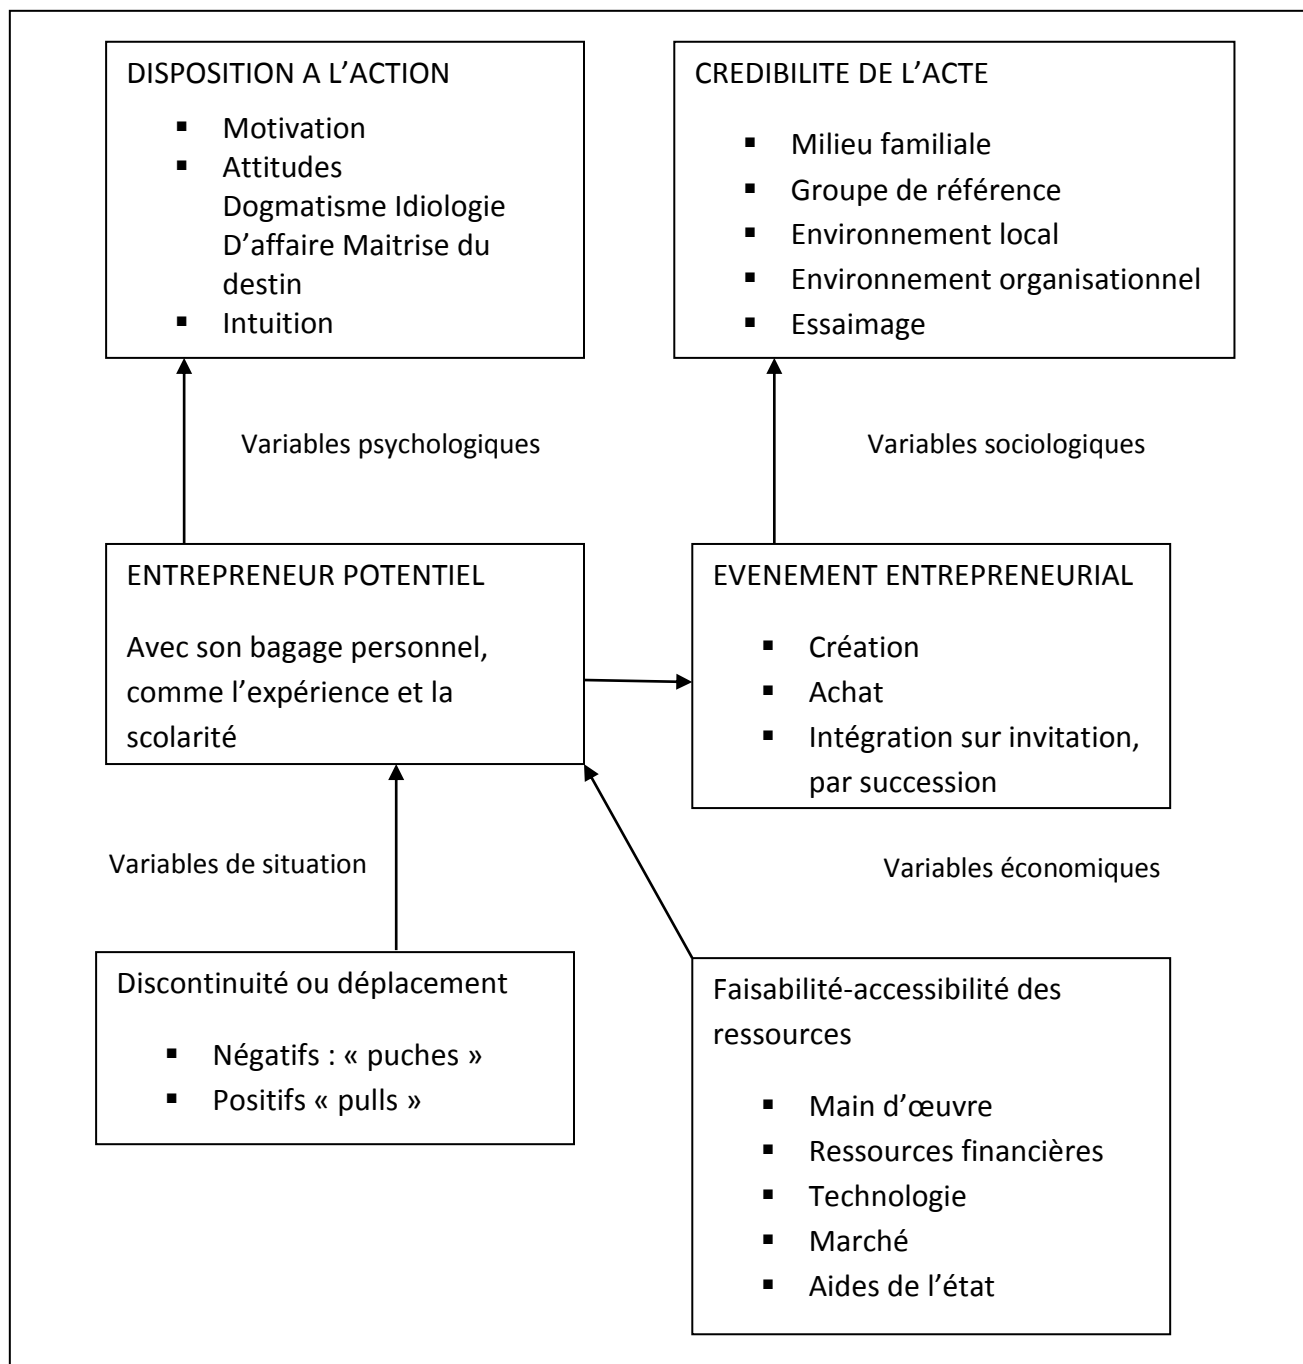 DISPOSITION A L’ACTION
▪ Motivation
▪ Attitudes
Dogmatisme Idiologie
D’affaire Maitrise du
destin
▪ Intuition
CREDIBILITE DE L’ACTE
▪ Milieu familiale
▪ Groupe de référence
▪ Environnement local
▪ Environnement organisationnel
▪ Essaimage
Variables psychologiques
Variables sociologiques
ENTREPRENEUR POTENTIEL
Avec son bagage personnel,
comme l’expérience et la
scolarité
EVENEMENT ENTREPRENEURIAL
▪ Création
▪ Achat
▪ Intégration sur invitation,
par succession
Variables de situation
Variables économiques
Discontinuité ou déplacement
▪ Négatifs : « puches »
▪ Positifs « pulls »
Faisabilité-accessibilité des
ressources
▪ Main d’œuvre
▪ Ressources financières
▪ Technologie
▪ Marché
▪ Aides de l’état